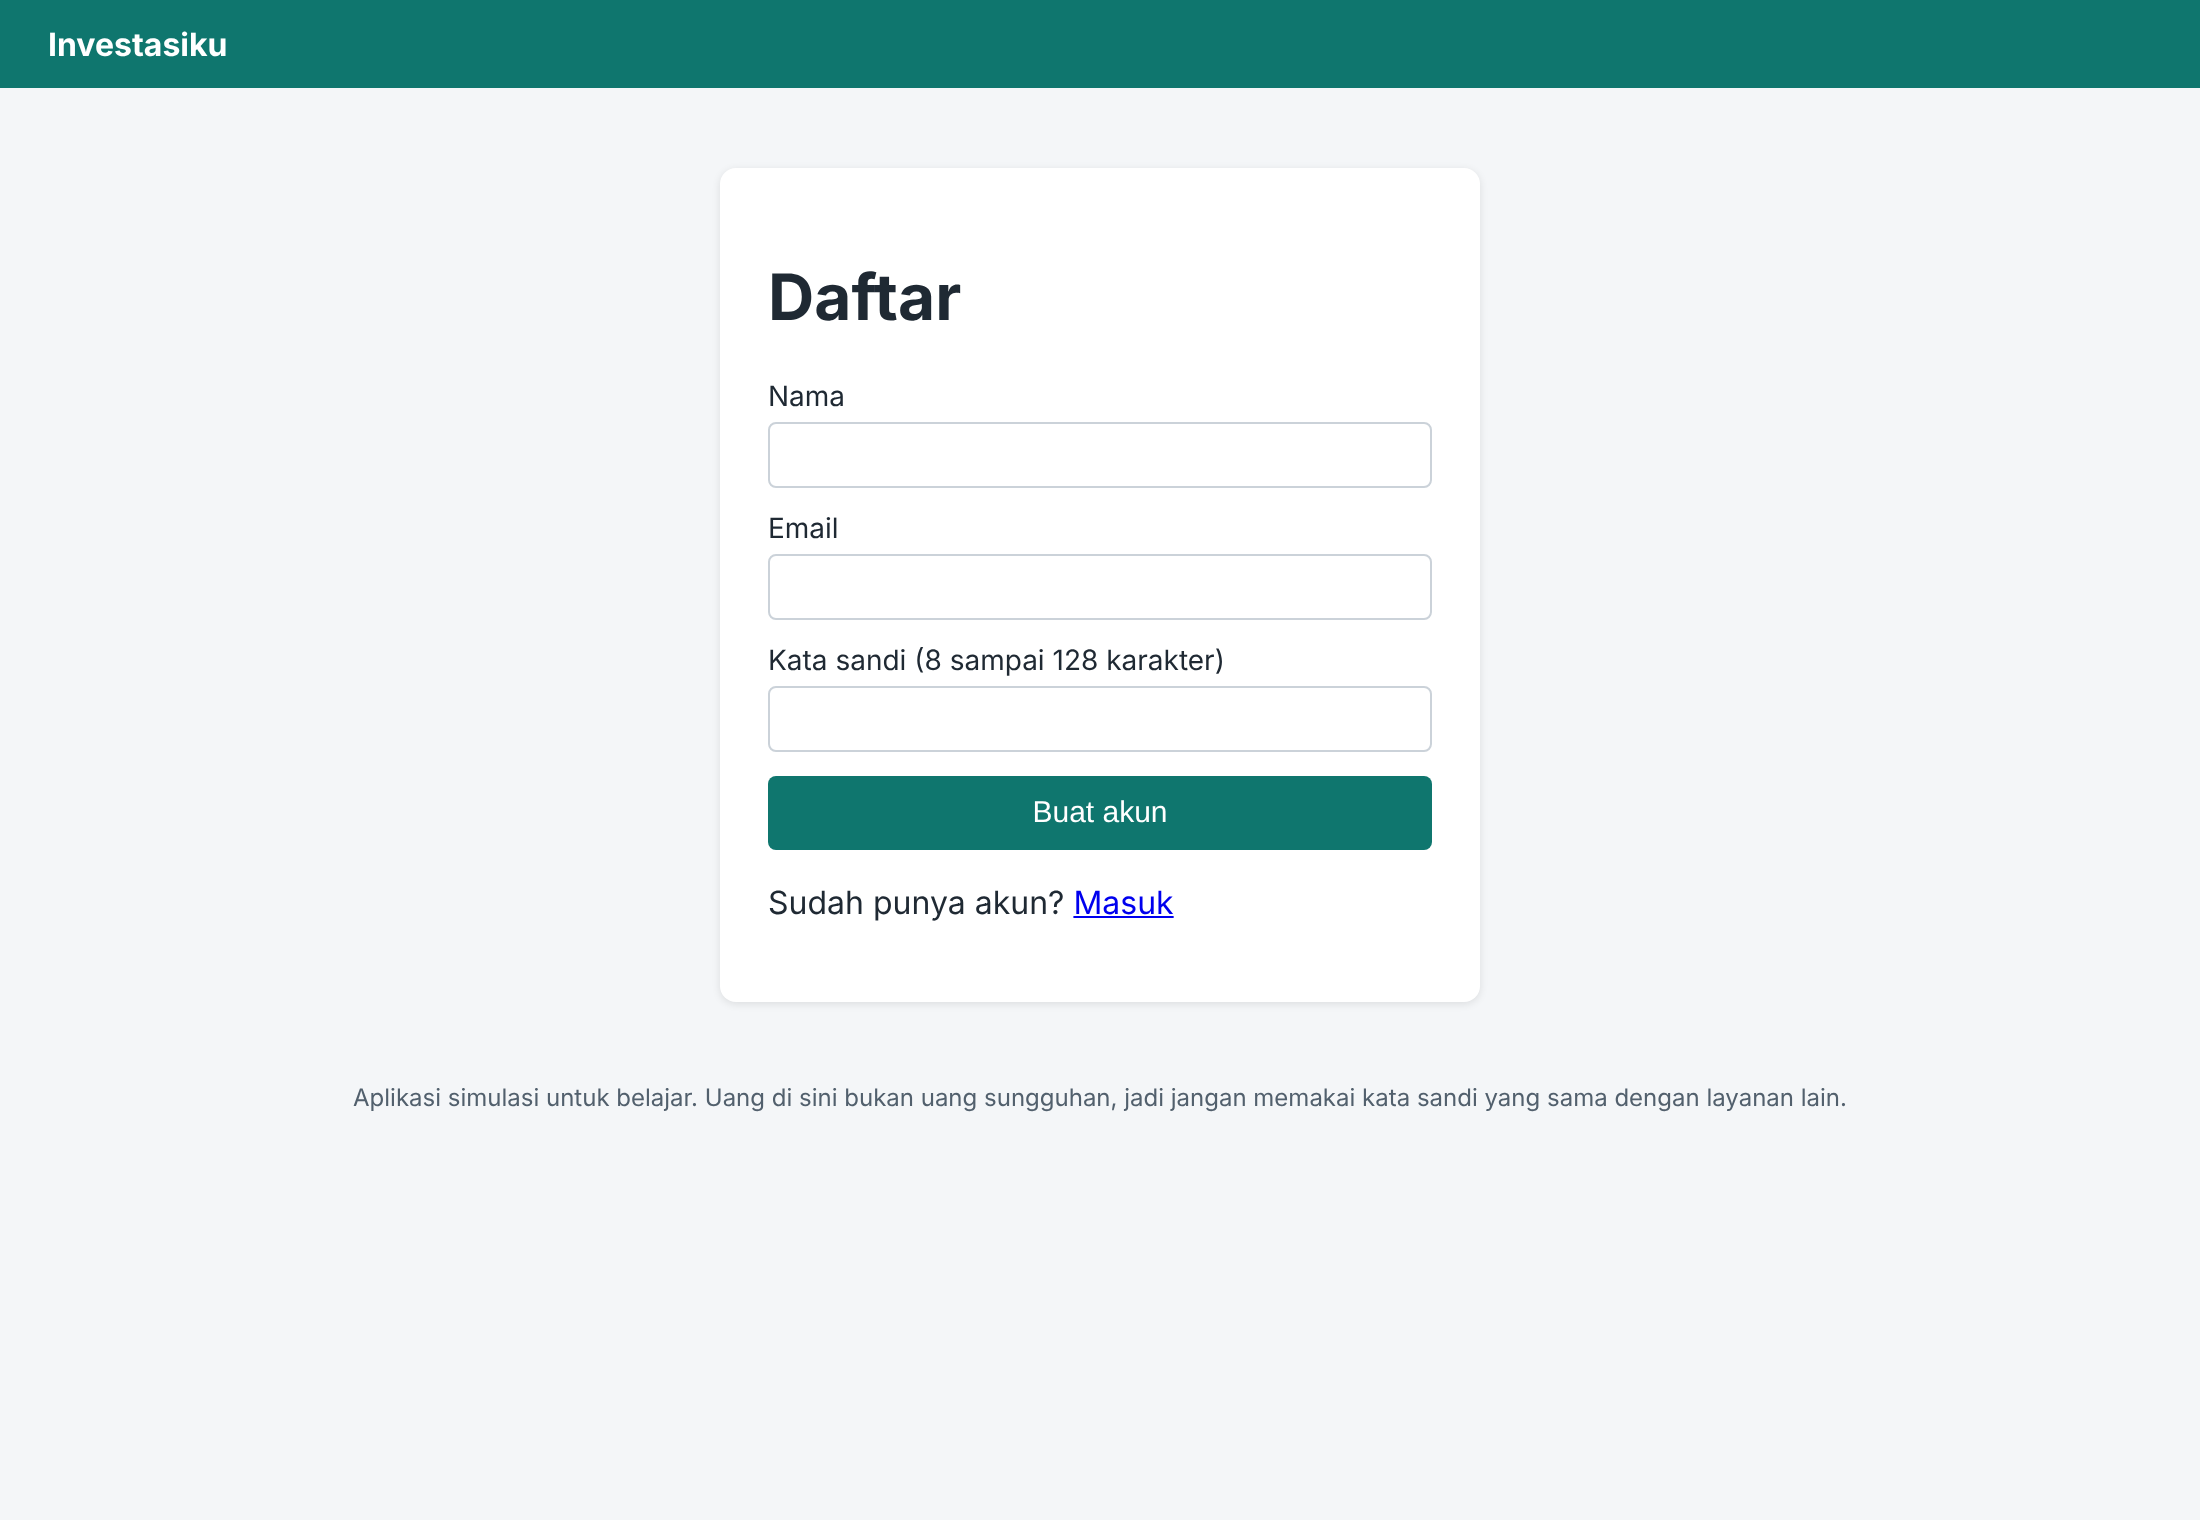 Investasiku
Daftar
Nama
Email
Kata sandi (8 sampai 128 karakter)
Buat akun
Sudah punya akun? Masuk
Aplikasi simulasi untuk belajar. Uang di sini bukan uang sungguhan, jadi jangan memakai kata sandi yang sama dengan layanan lain.